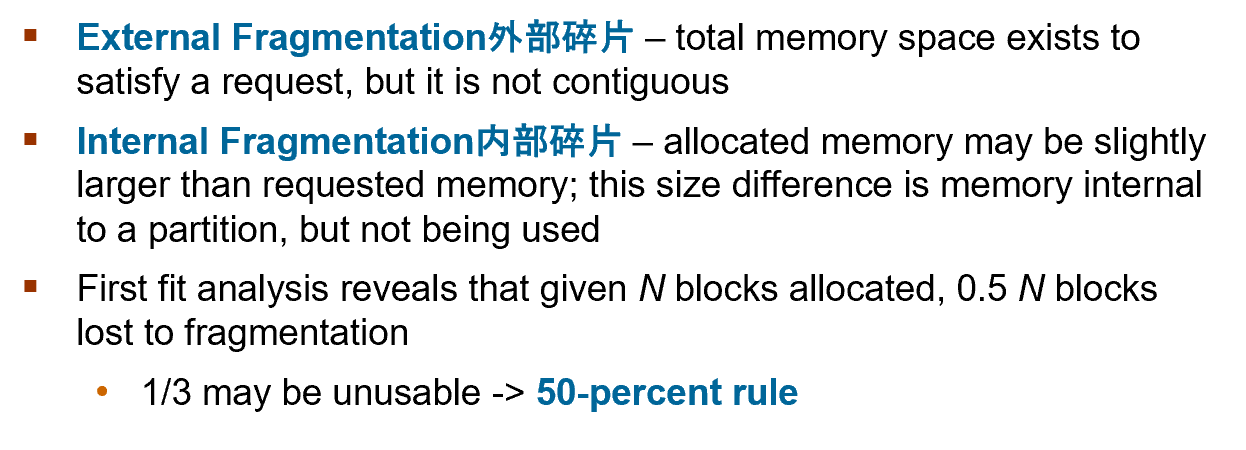 ▪ External Fragmentation外部碎片 – total memory space exists to
satisfy a request, but it is not contiguous
▪ Internal Fragmentation内部碎片 – allocated memory may be slightly
larger than requested memory; this size difference is memory internal
to a partition, but not being used
▪ First fit analysis reveals that given N blocks allocated, 0.5 N blocks
lost to fragmentation
• 1/3 may be unusable -> 50-percent rule